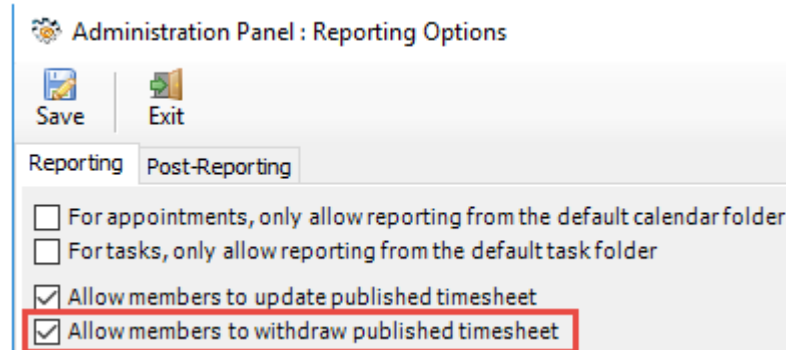 Administration Panel : Reporting Options
Save Exit
Reporting Post-Reporting
For appointments, only allow reporting from the default calendar folder
For tasks, only allow reporting from the default task folder
Allow members to update published timesheet
Allow members to withdraw published timesheet